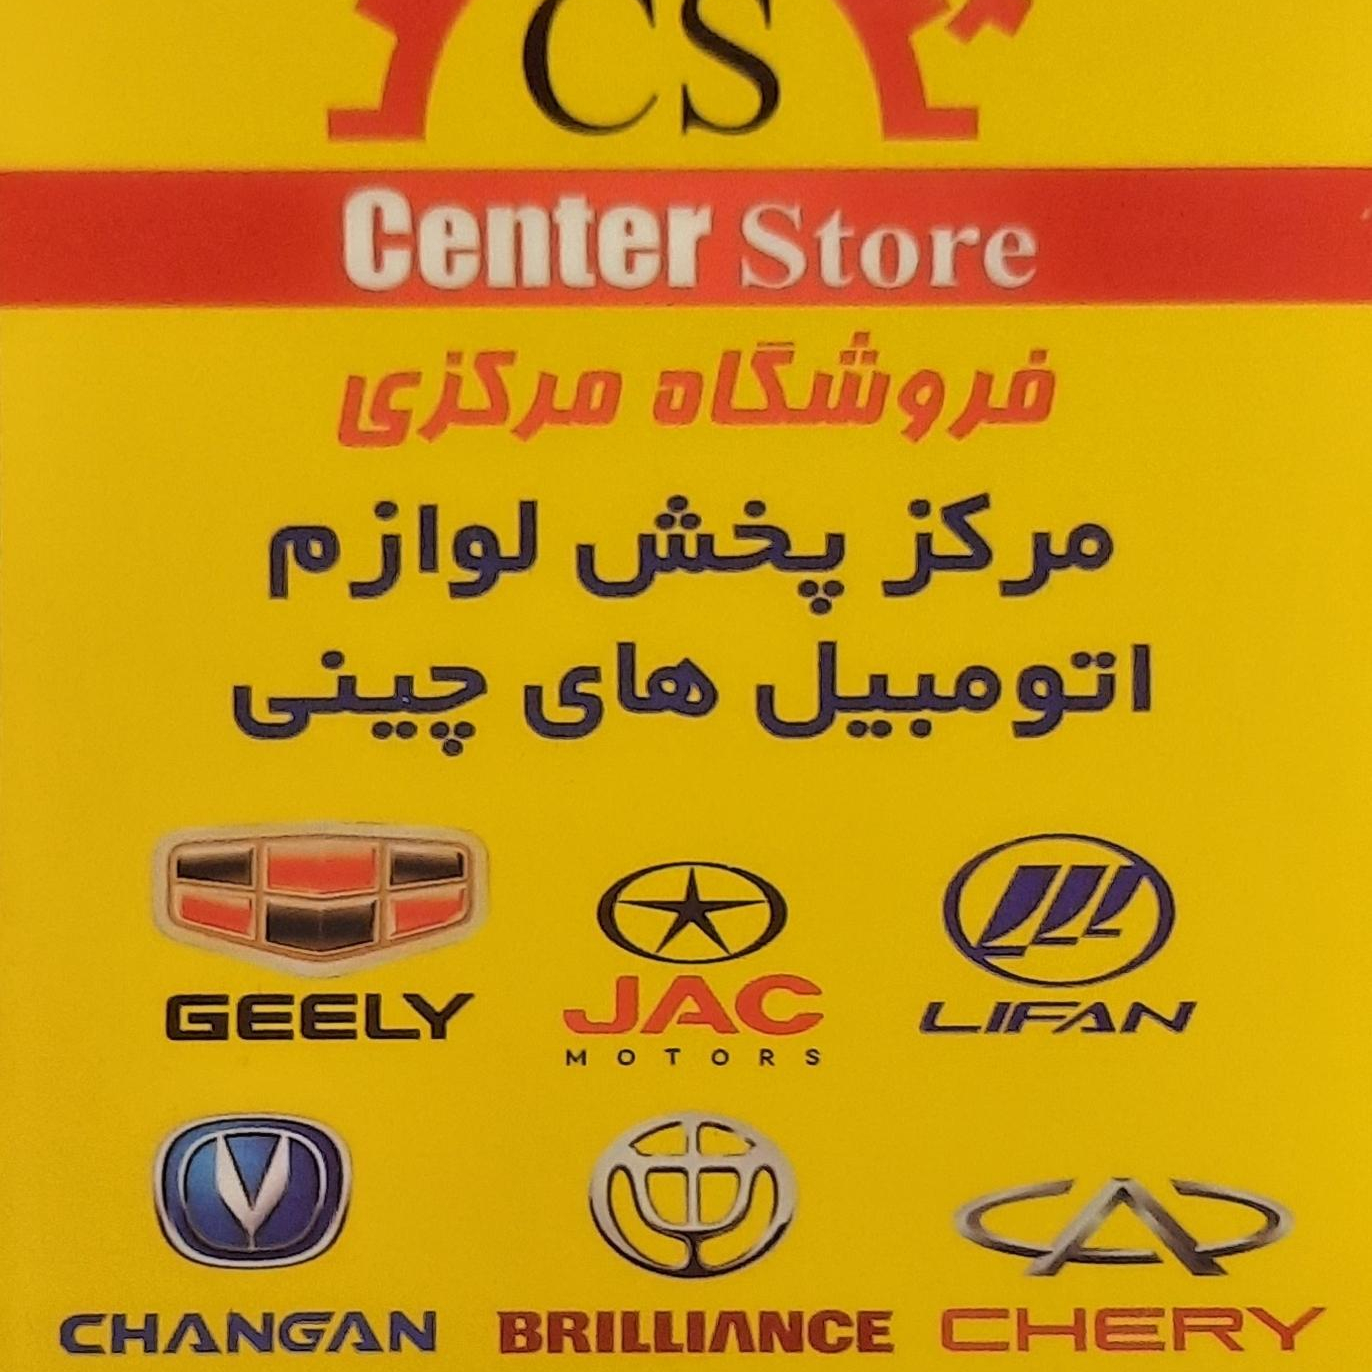 CS
Center Store
فروشگاه مرکزی
مرکز پخش لوازم
اتومبیل های چینی
GEELY
JAC
MOTORS
LIFAN
CHANGAN
BRILLIANCE
CHERY